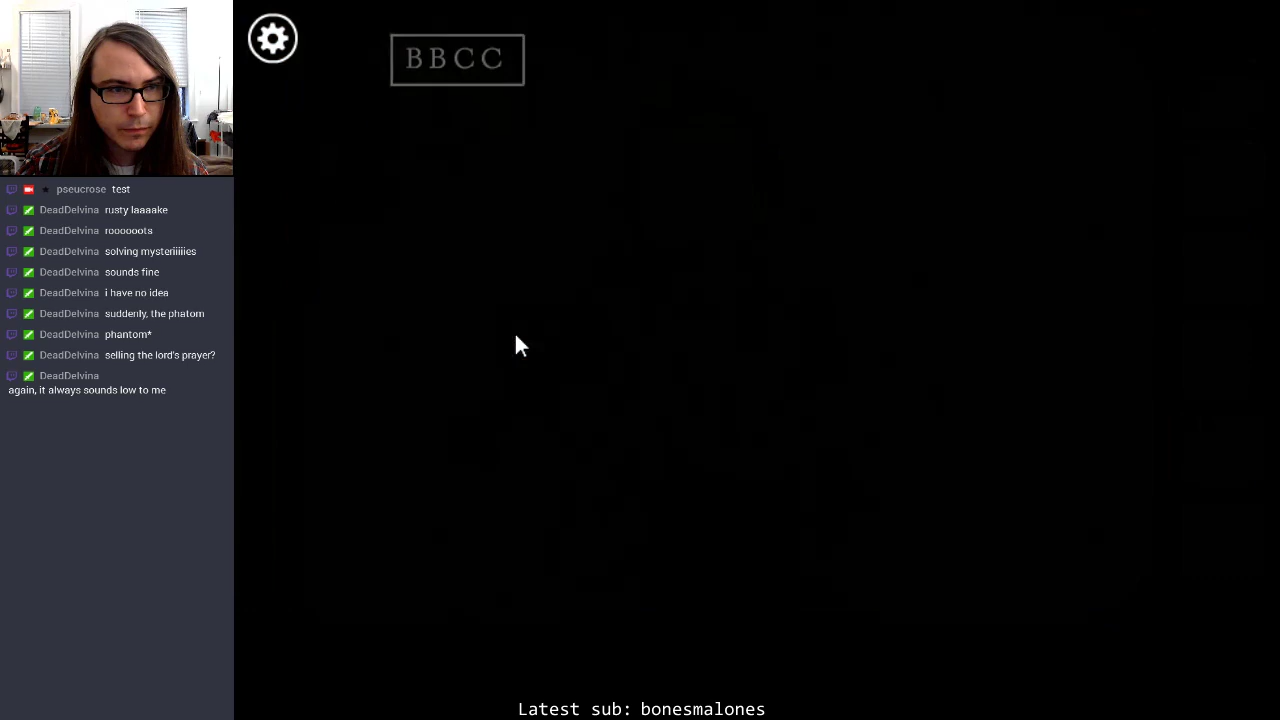 BBCC
pseucrose test
DeadDelvina rusty laaaake
DeadDelvina roooooots
DeadDelvina solving mysteriiiiies
DeadDelvina sounds fine
DeadDelvina i have no idea
DeadDelvina suddenly, the phatom
DeadDelvina phantom*
DeadDelvina selling the lord's prayer?
DeadDelvina
again, it always sounds low to me
Latest sub: bonesmalones